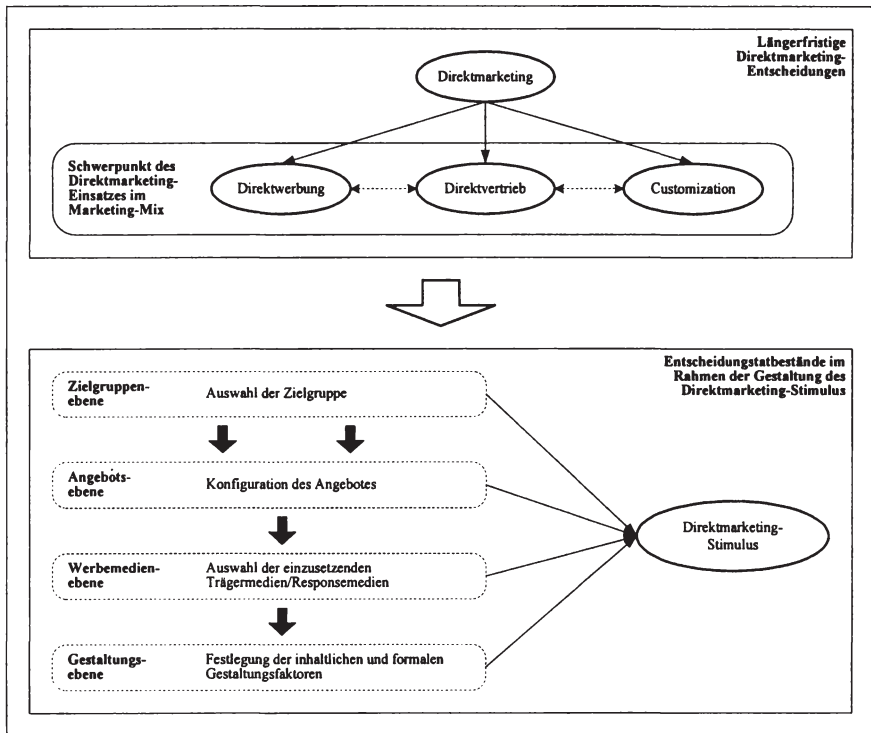 Längerfristige
Direktmarketing-
Entscheidungen
Direktmarketing
Schwerpunkt des
Direktmarketing-
Einsatzes im
Marketing-Mix
Direktwerbung
Direktvertrieb
Customization
Entscheidungstatbestände im
Rahmen der Gestaltung des
Direktmarketing-Stimulus
Zielgruppen-
ebene
Auswahl der Zielgruppe
Angebots-
ebene
Konfiguration des Angebotes
Direktmarketing-
Stimulus
Werbemedien-
ebene
Auswahl der einzusetzenden
Trägermedien/Responsemedien
Gestaltungs-
ebene
Festlegung der inhaltlichen und formalen
Gestaltungsfaktoren